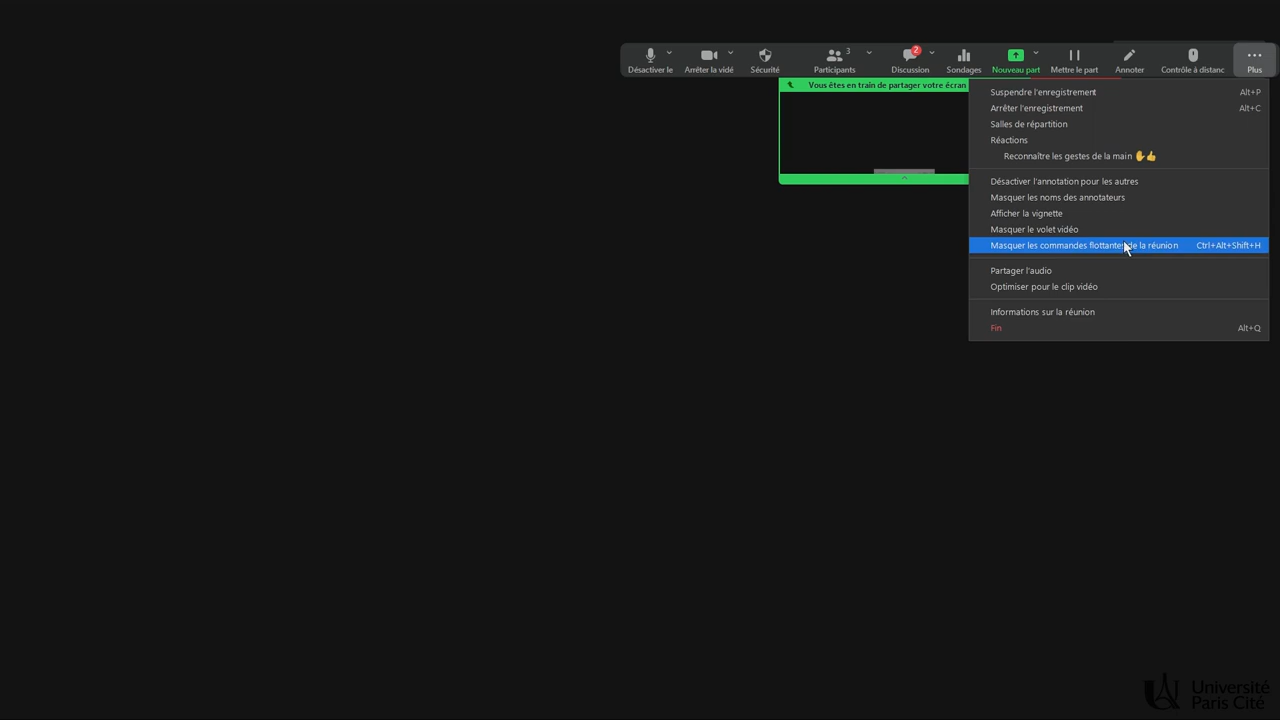 Désactiver le
Arrêter la vidé
Sécurité
Participants
3
Discussion
2
Sondages
Nouveau part
Mettre le part
Annoter
Contrôle à distanc
Plus
Vous êtes en train de partager votre écran
Suspendre l'enregistrement Alt+P
Arrêter l'enregistrement Alt+C
Salles de répartition
Réactions
Reconnaître les gestes de la main ✋👍
Désactiver l'annotation pour les autres
Masquer les noms des annotateurs
Afficher la vignette
Masquer le volet vidéo
Masquer les commandes flottantes de la réunion Ctrl+Alt+Shift+H
Partager l'audio
Optimiser pour le clip vidéo
Informations sur la réunion
Fin Alt+Q
Université
Paris Cité